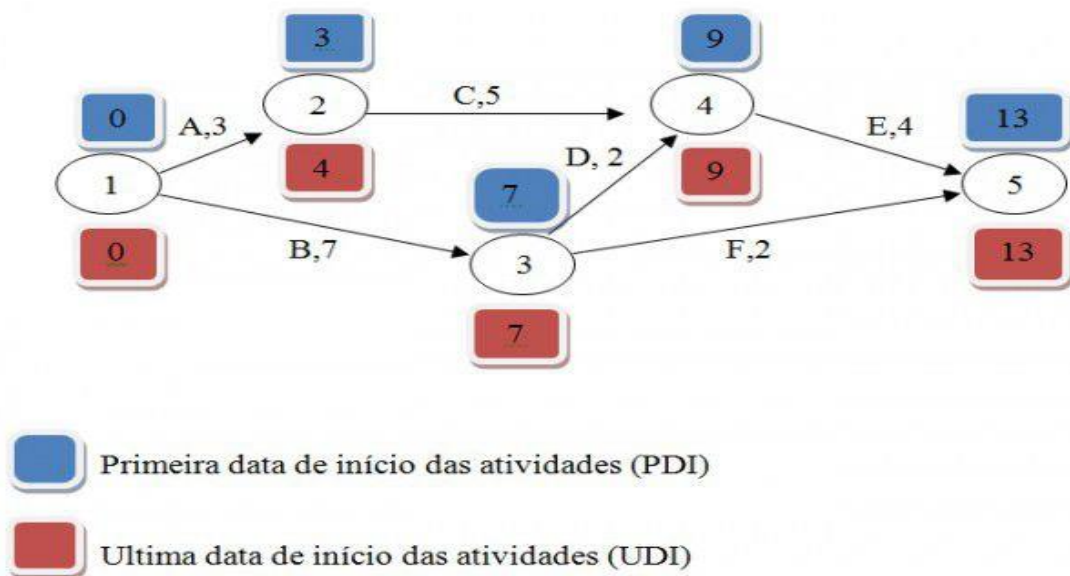 3
9
0
A,3
2
C,5
4
E,4
13
1
4
7
D, 2
9
5
0
B,7
3
F,2
13
7
Primeira data de início das atividades (PDI)
Ultima data de início das atividades (UDI)